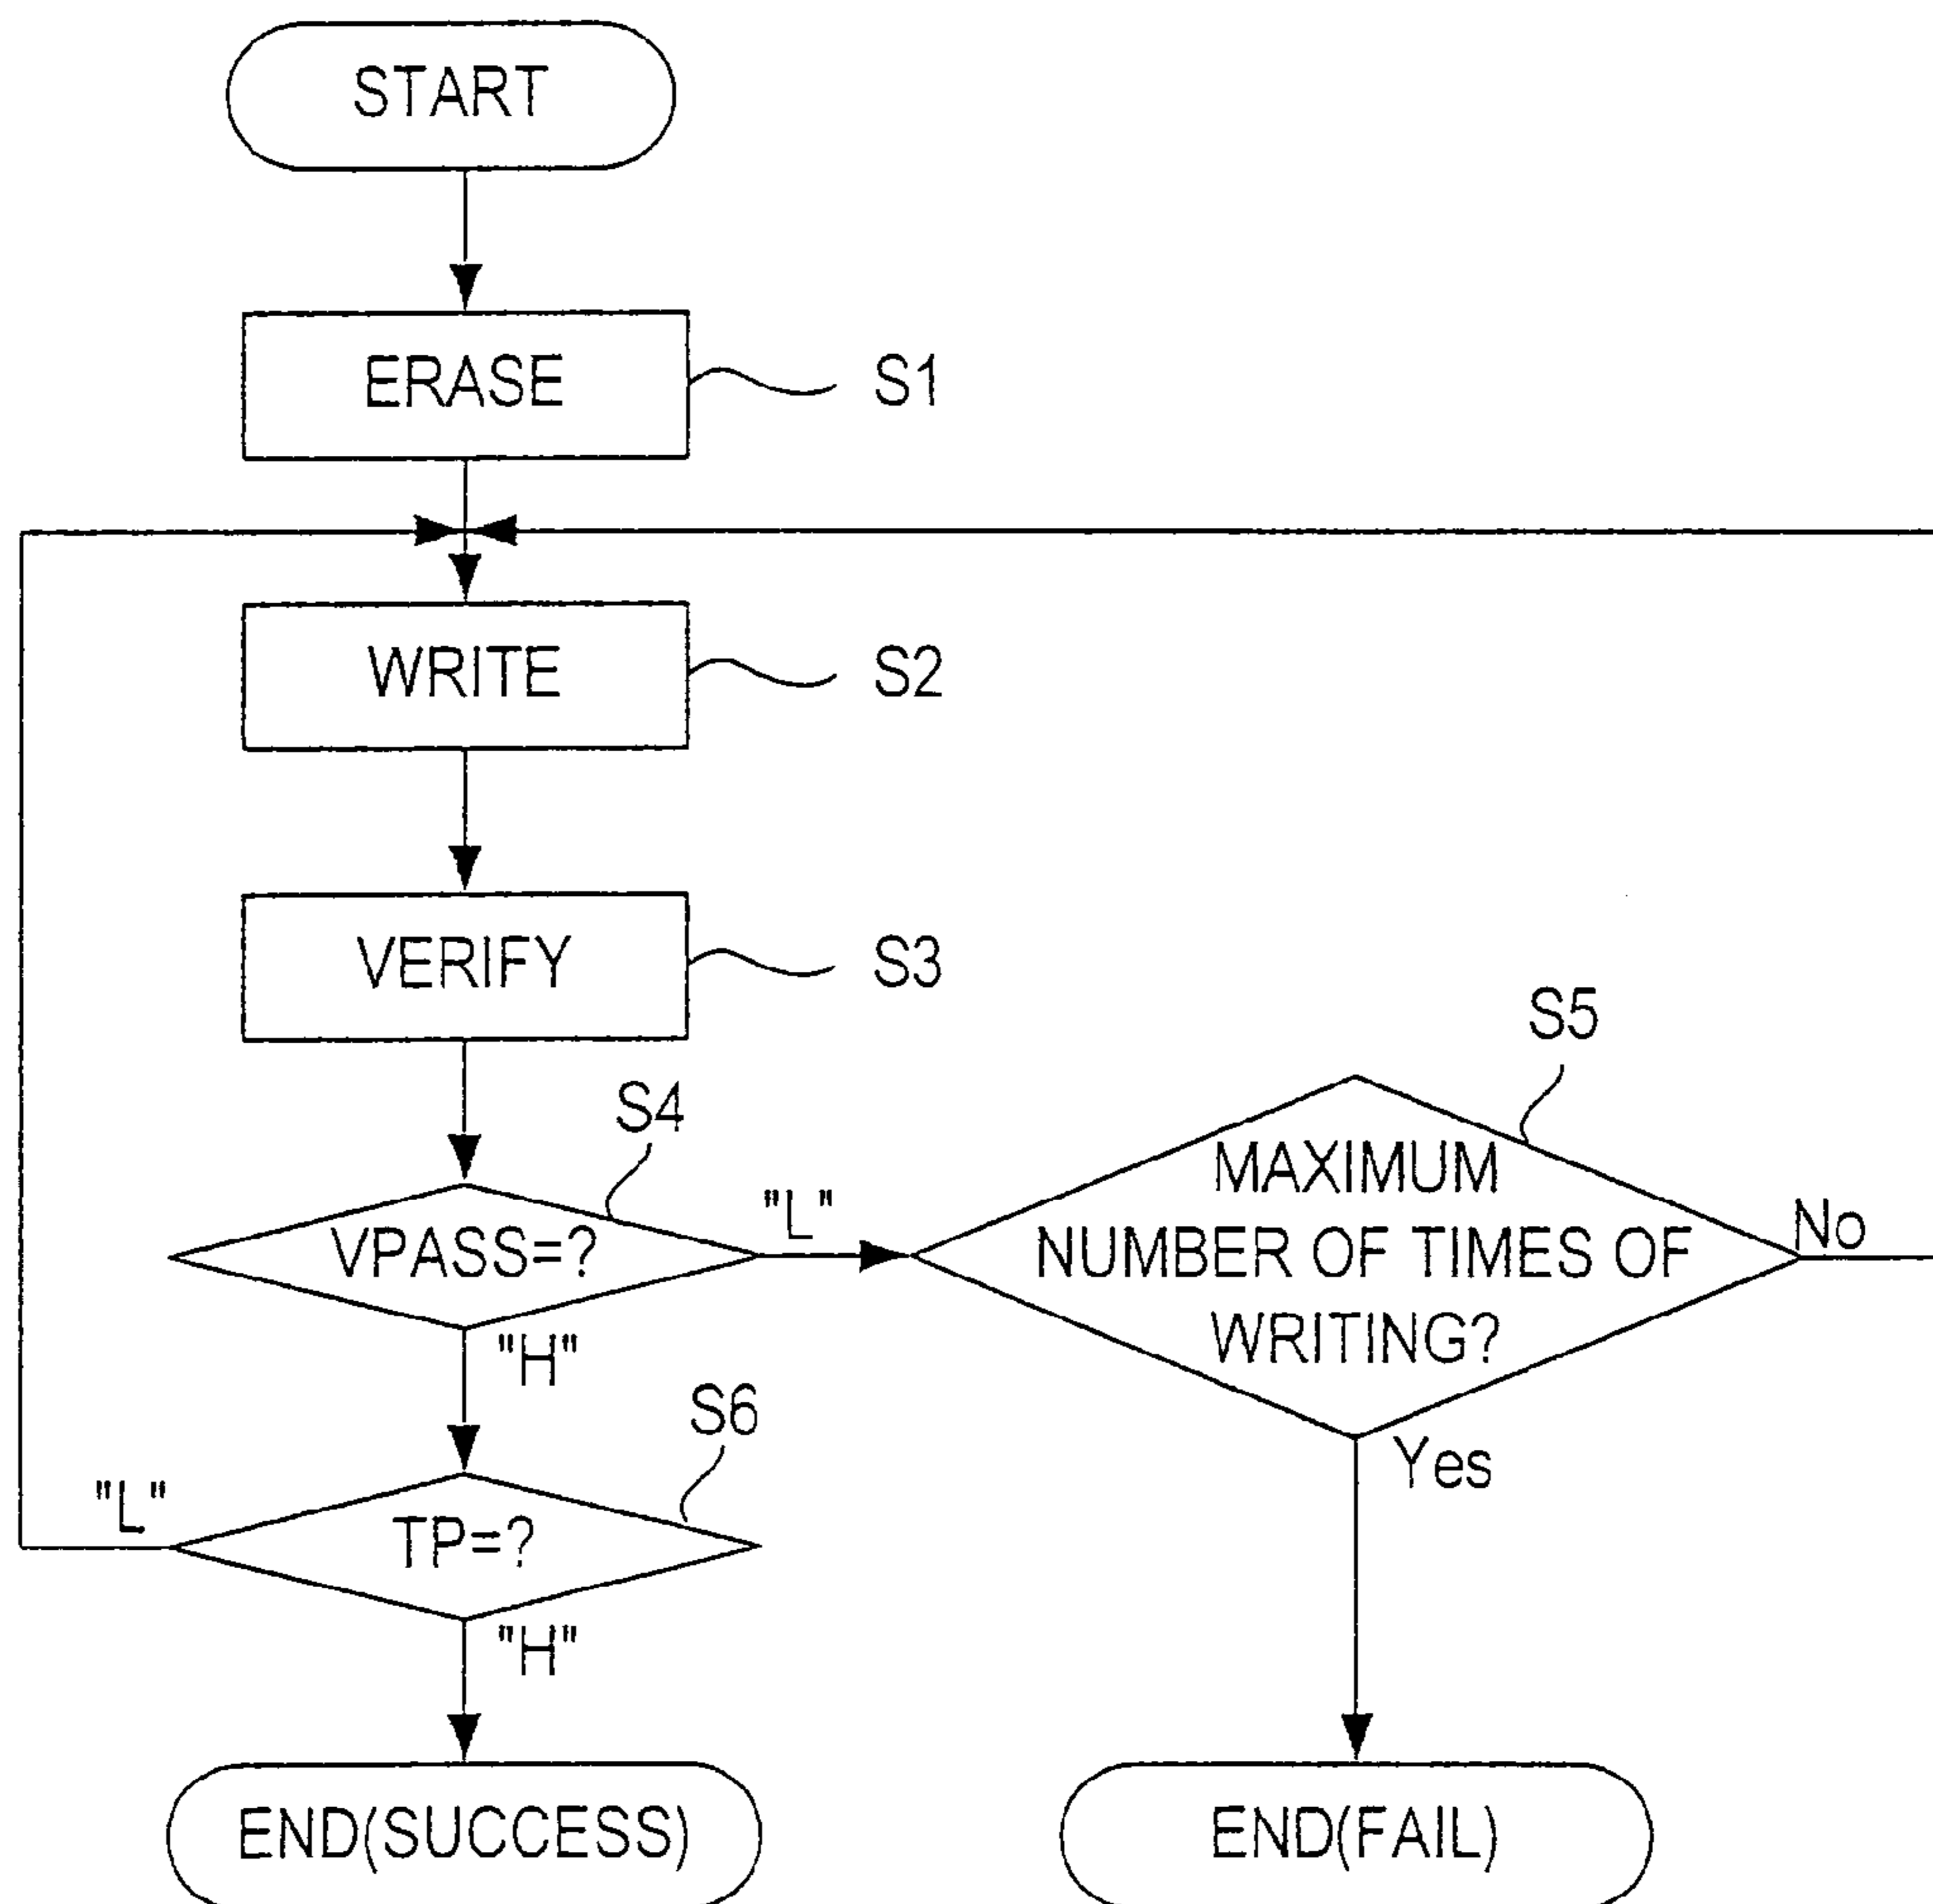 START
ERASE
S1
WRITE
S2
VERIFY
S3
S4
VPASS=?
"L"
"H"
S5
MAXIMUM
NUMBER OF TIMES OF
WRITING?
No
Yes
S6
TP=?
"L"
"H"
END(SUCCESS)
END(FAIL)